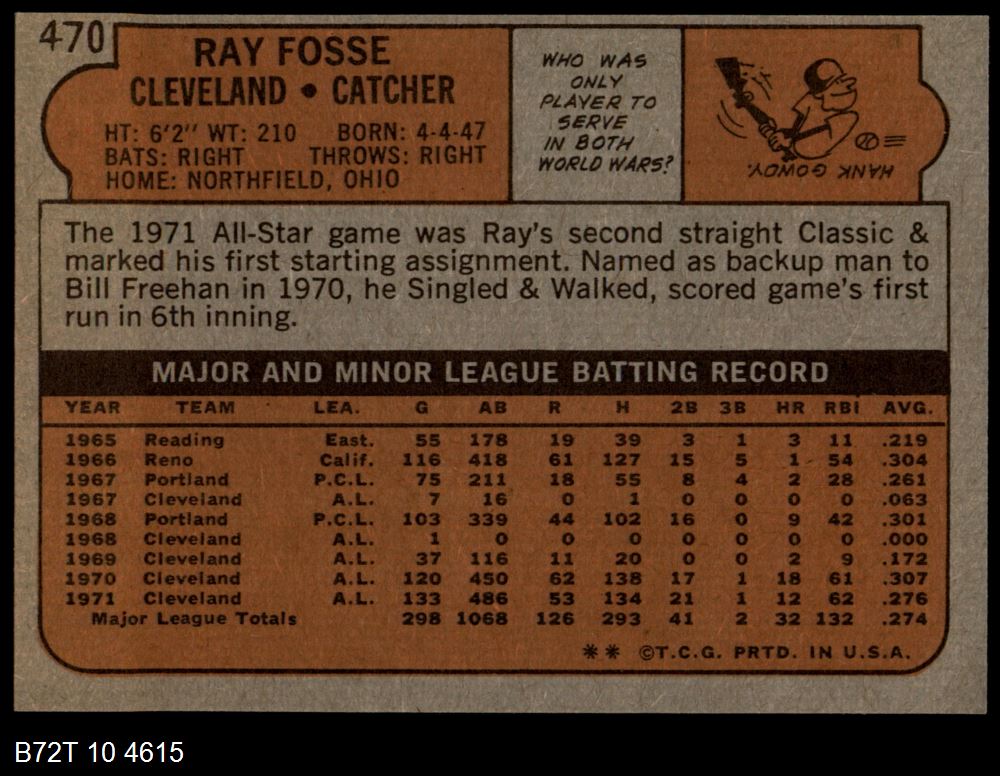 470
RAY FOSSE
CLEVELAND • CATCHER
HT: 6'2" WT: 210 BORN: 4-4-47
BATS: RIGHT THROWS: RIGHT
HOME: NORTHFIELD, OHIO
WHO WAS
ONLY
PLAYER TO
SERVE
IN BOTH
WORLD WARS?
HANK GOWDY.
The 1971 All-Star game was Ray's second straight Classic &
marked his first starting assignment. Named as backup man to
Bill Freehan in 1970, he Singled & Walked, scored game's first
run in 6th inning.
MAJOR AND MINOR LEAGUE BATTING RECORD
YEAR TEAM LEA. G AB R H 2B 3B HR RBI AVG.
1965 Reading East. 55 178 19 39 3 1 3 11 .219
1966 Reno Calif. 116 418 61 127 15 5 1 54 .304
1967 Portland P.C.L. 75 211 18 55 8 4 2 28 .261
1967 Cleveland A.L. 7 16 0 1 0 0 0 0 .063
1968 Portland P.C.L. 103 339 44 102 16 0 9 42 .301
1968 Cleveland A.L. 1 0 0 0 0 0 0 0 .000
1969 Cleveland A.L. 37 116 11 20 0 0 2 9 .172
1970 Cleveland A.L. 120 450 62 138 17 1 18 61 .307
1971 Cleveland A.L. 133 486 53 134 21 1 12 62 .276
Major League Totals 298 1068 126 293 41 2 32 132 .274
** ©T.C.G. PRTD. IN U.S.A.
B72T 10 4615